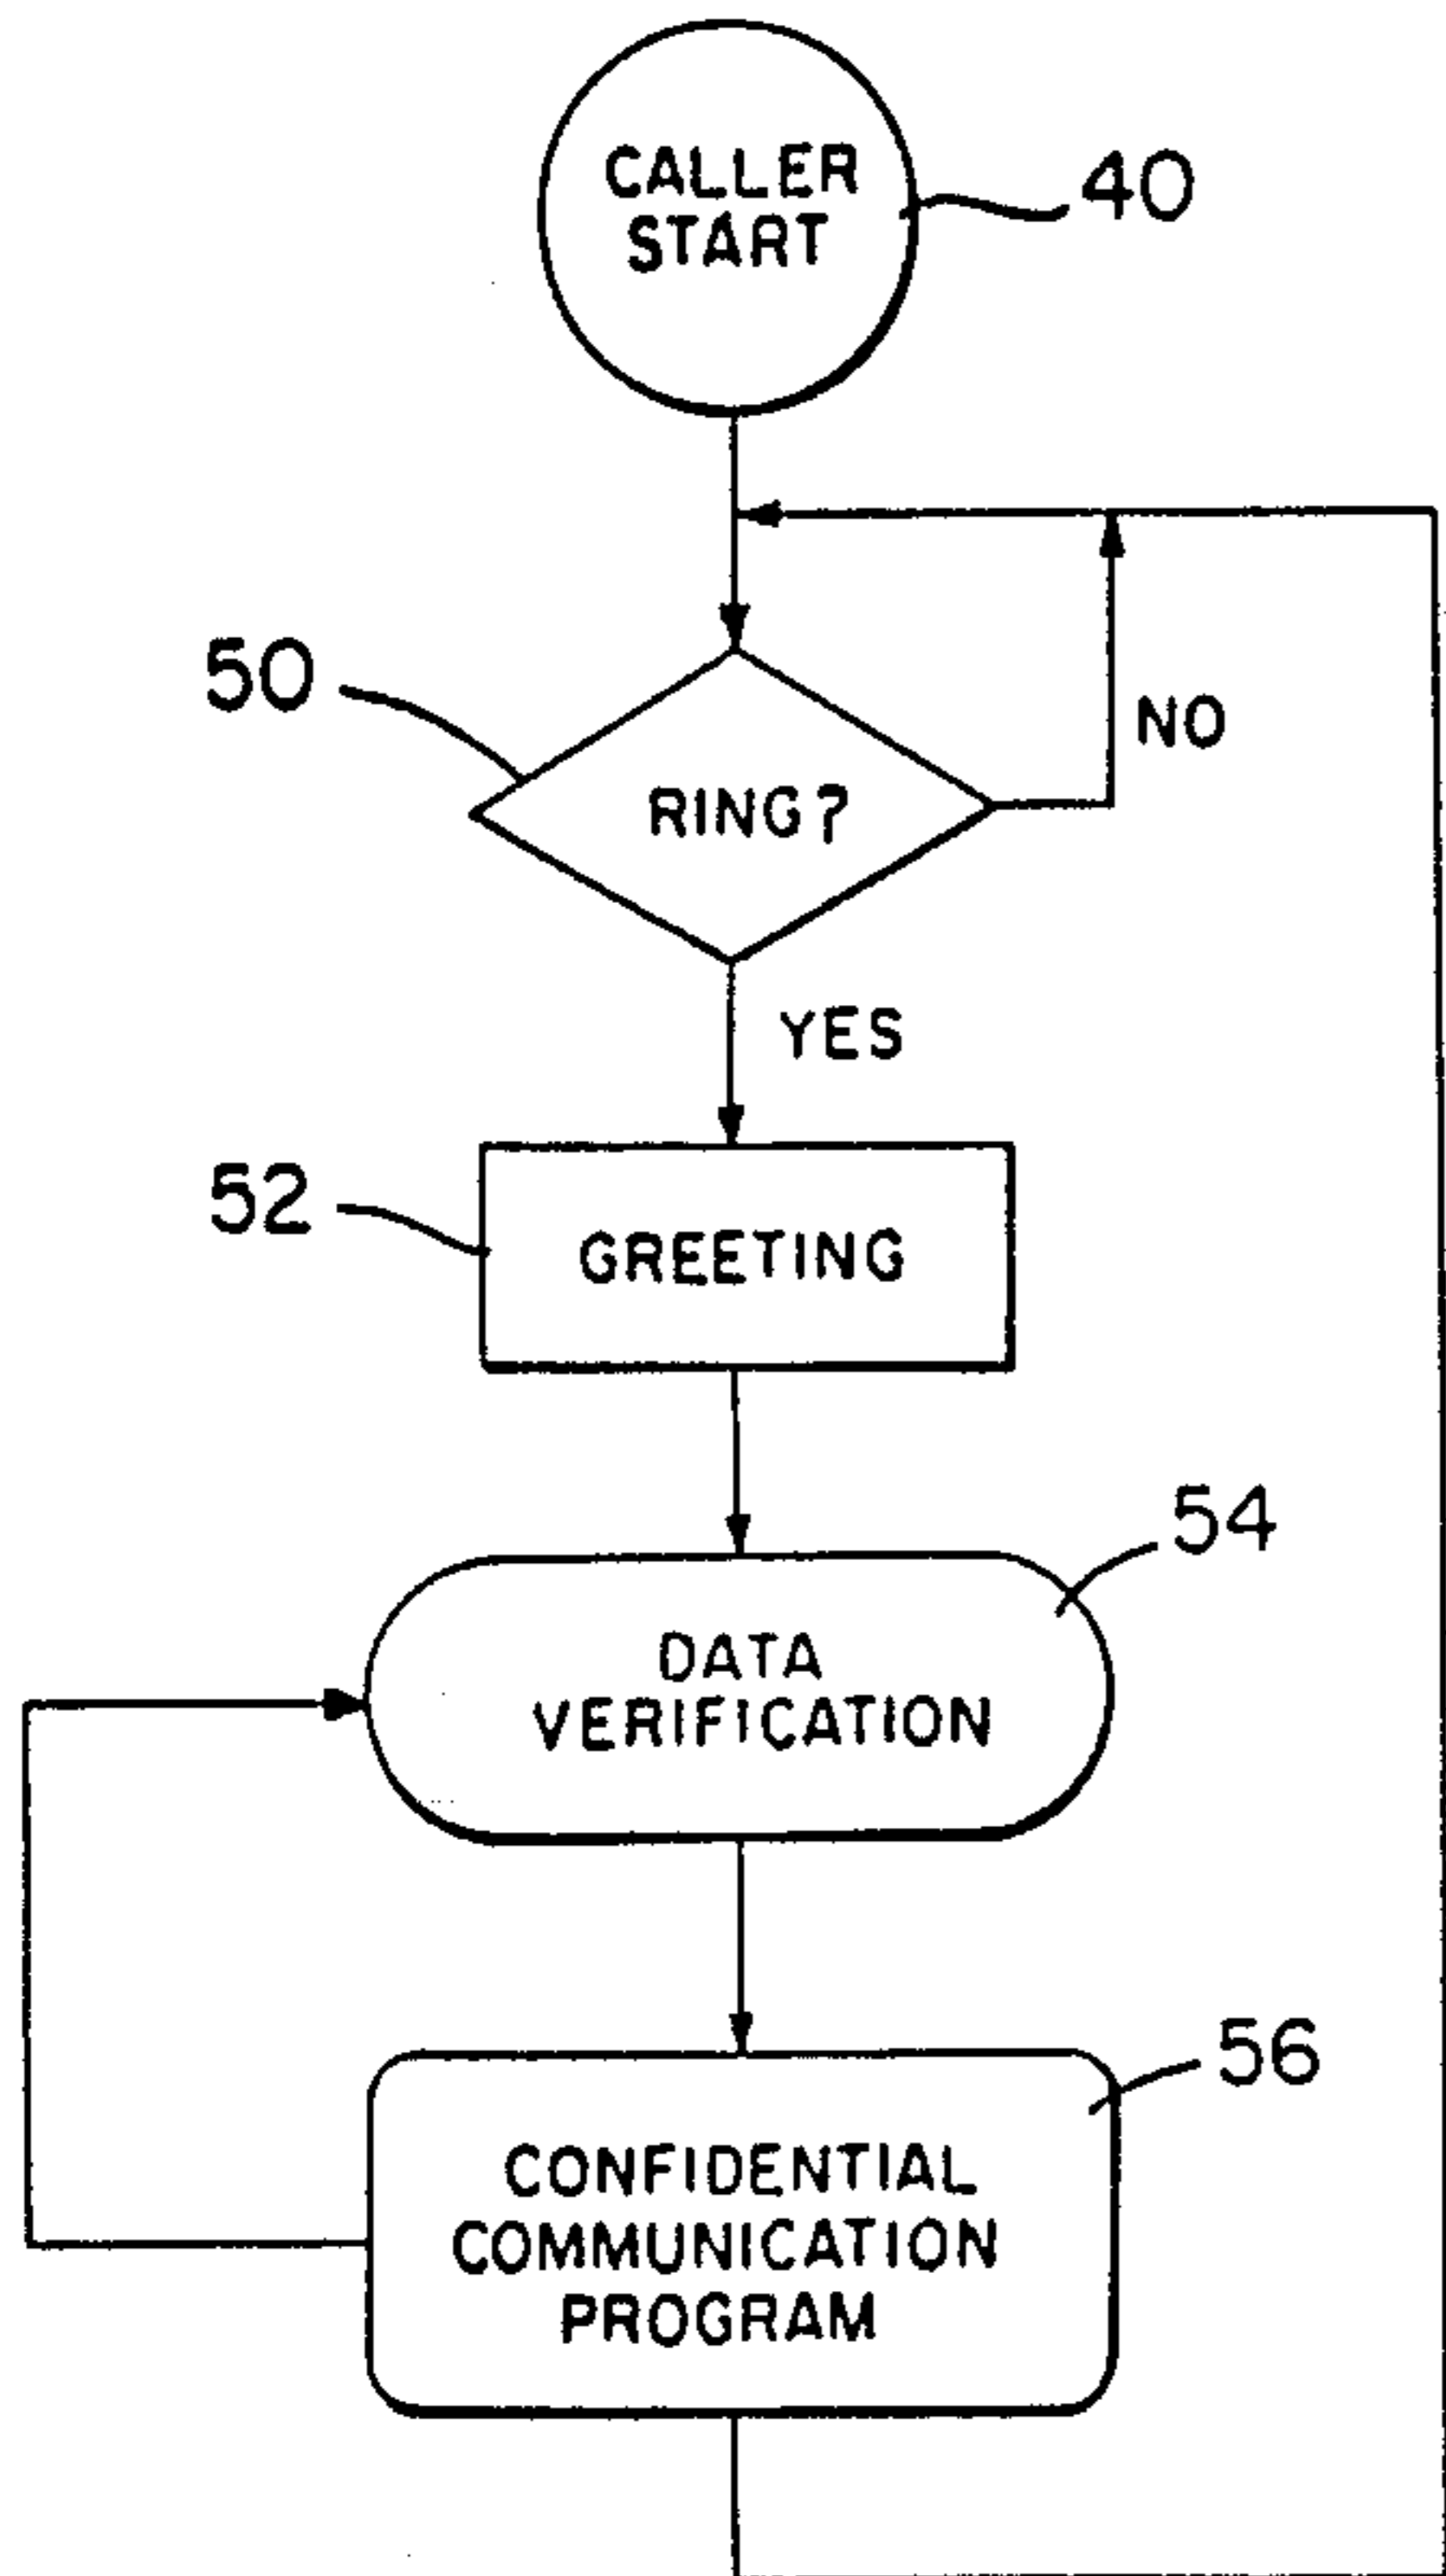 CALLER
START
40
50
RING?
NO
YES
52
GREETING
54
DATA
VERIFICATION
56
CONFIDENTIAL
COMMUNICATION
PROGRAM